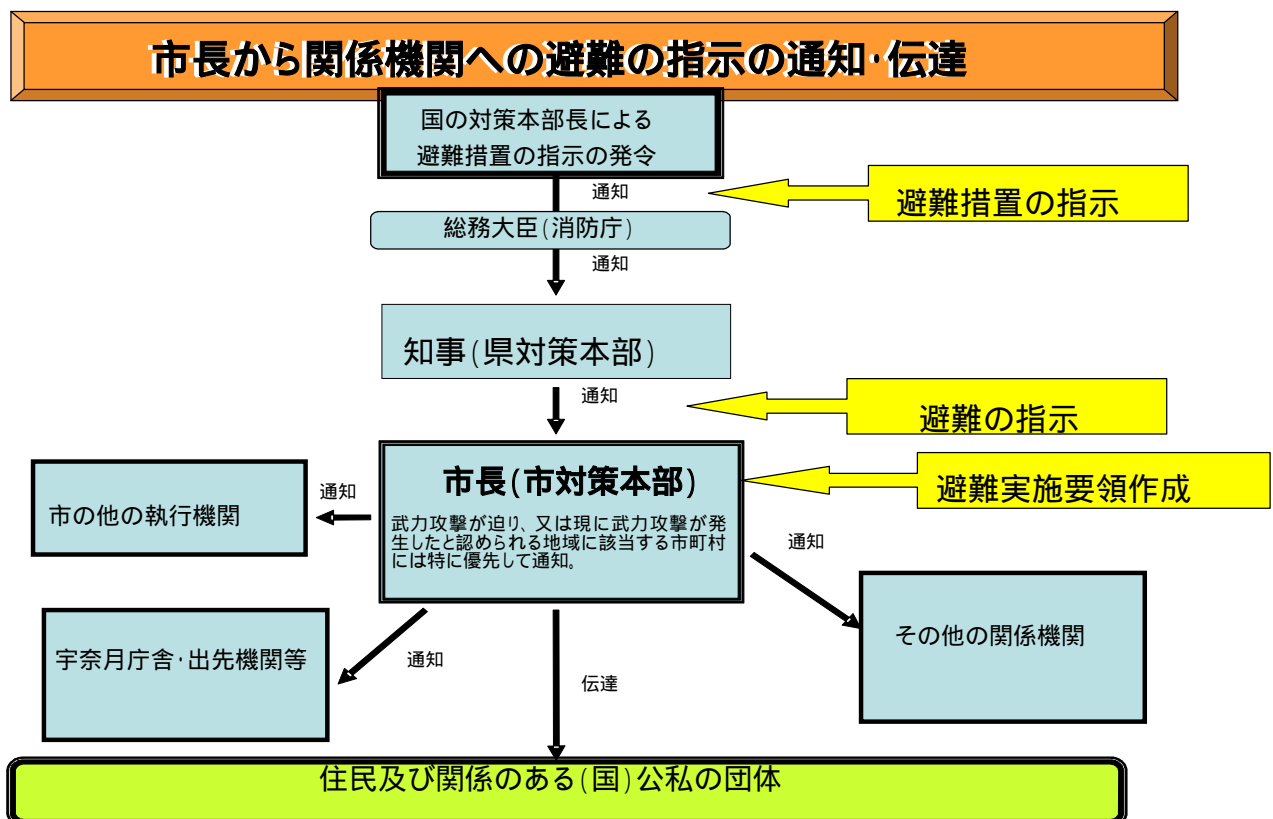 市長から関係機関への避難の指示の通知・伝達
国の対策本部長による
避難措置の指示の発令
通知
避難措置の指示
総務大臣(消防庁)
通知
知事(県対策本部)
通知
避難の指示
市長(市対策本部)
武力攻撃が迫り、又は現に武力攻撃が発
生したと認められる地域に該当する市町村
には特に優先して通知。
避難実施要領作成
市の他の執行機関
通知
通知
その他の関係機関
宇奈月庁舎・出先機関等
通知
伝達
住民及び関係のある(国)公私の団体